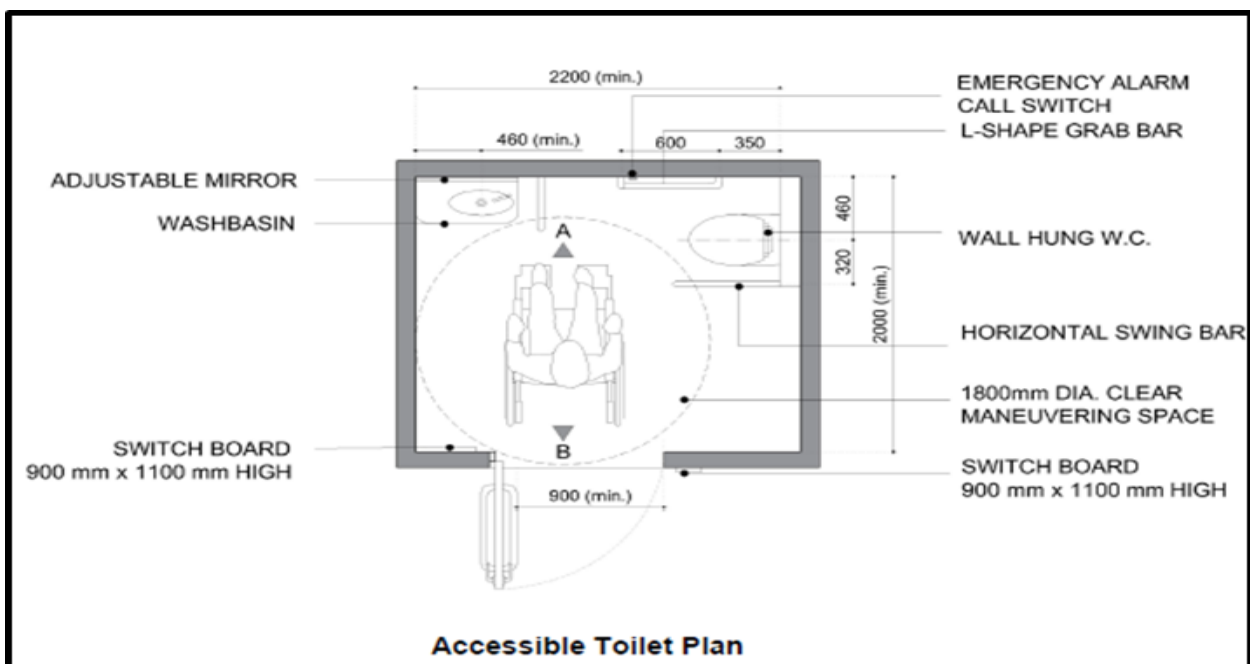 2200 (min.)
EMERGENCY ALARM
CALL SWITCH
L-SHAPE GRAB BAR
460 (min.)
600
350
ADJUSTABLE MIRROR
WASHBASIN
A
460
320
2000 (min.)
WALL HUNG W.C.
HORIZONTAL SWING BAR
1800mm DIA. CLEAR
MANEUVERING SPACE
B
SWITCH BOARD
900 mm x 1100 mm HIGH
SWITCH BOARD
900 mm x 1100 mm HIGH
900 (min.)
Accessible Toilet Plan